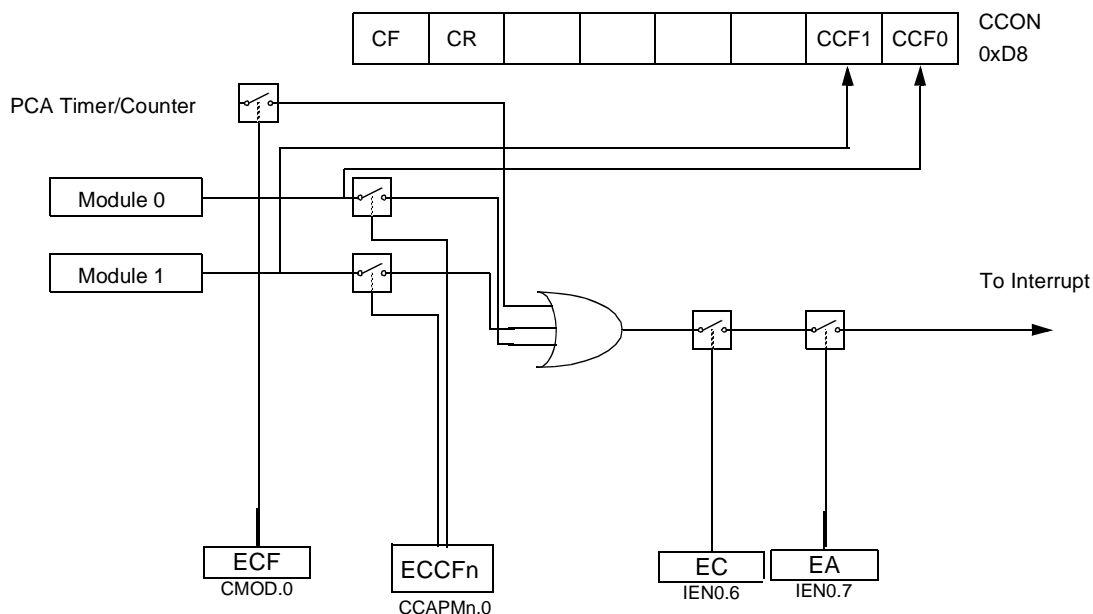 CF CR CCF1 CCF0 CCON
0xD8
PCA Timer/Counter
Module 0
Module 1
To Interrupt
ECF
CMOD.0
ECCFn
CCAPMn.0
EC
IEN0.6
EA
IEN0.7